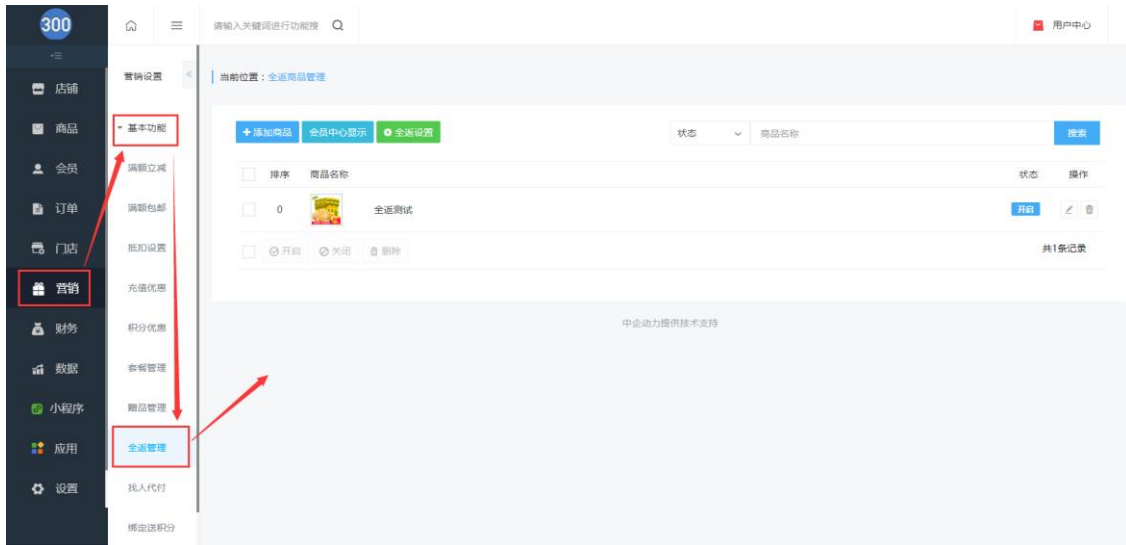 300
请输入关键词进行功能搜
用户中心
店铺
商品
会员
订单
门店
营销
财务
数据
小程序
应用
设置
营销设置
基本功能
满额立减
满额包邮
抵扣设置
充值优惠
积分优惠
套餐管理
赠品管理
全返管理
找人代付
绑定送积分
当前位置：全返商品管理
+添加商品 会员中心显示 全返设置
状态 商品名称 搜索
排序 商品名称 状态 操作
0 全返测试 开启
开启 关闭 删除 共1条记录
中企动力提供技术支持